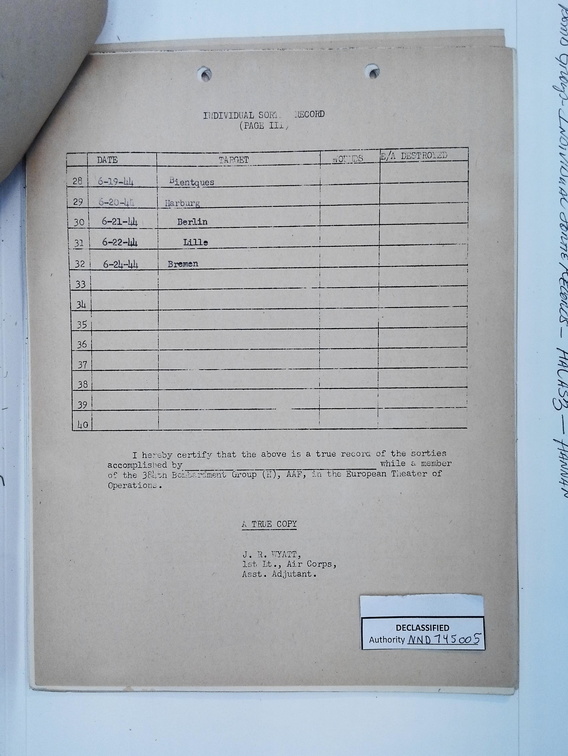 INDIVIDUAL RECORD
(PAGE III)
DATE TARGET E/A DESTROYED
28 6-19-44 Bientques
29 6-20-44 Harburg
30 6-21-44 Berlin
31 6-22-44 Lille
32 6-24-44 Bremen
33
34
35
36
37
38
39
40
I hereby certify that the above is a true record of the sorties
accomplished by while a member
of the Bombardment Group (H), AAF, in the European Theater of
Operations.
A TRUE COPY
J. R. WYATT,
1st Lt., Air Corps,
Asst. Adjutant.
DECLASSIFIED
Authority NND 745005